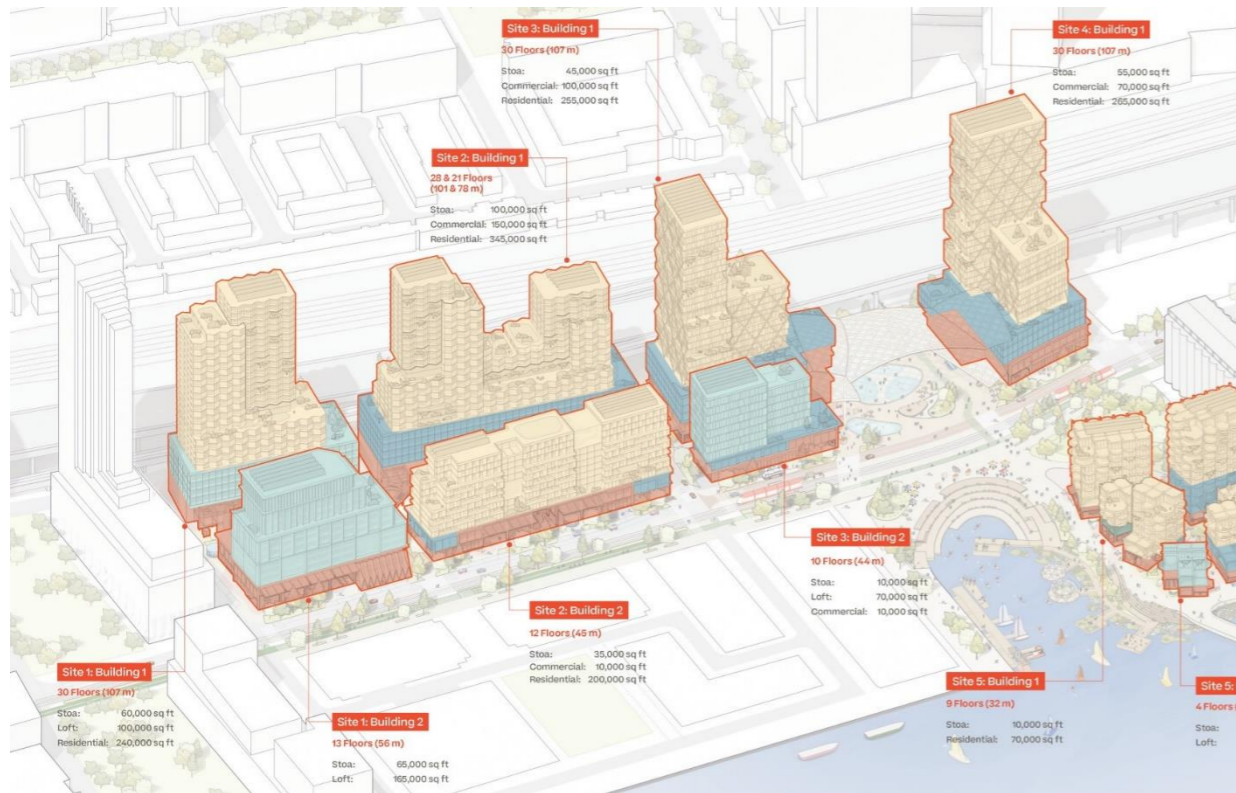 Site 3: Building 1
30 Floors (107 m)
Stoa: 45,000 sq ft
Commercial: 100,000 sq ft
Residential: 255,000 sq ft
Site 4: Building 1
30 Floors (107 m)
Stoa: 55,000 sq ft
Commercial: 70,000 sq ft
Residential: 265,000 sq ft
Site 2: Building 1
28 & 21 Floors
(101 & 78 m)
Stoa: 100,000 sq ft
Commercial: 150,000 sq ft
Residential: 345,000 sq ft
Site 3: Building 2
10 Floors (44 m)
Stoa: 10,000 sq ft
Loft: 70,000 sq ft
Commercial: 10,000 sq ft
Site 2: Building 2
12 Floors (45 m)
Stoa: 35,000 sq ft
Commercial: 10,000 sq ft
Residential: 200,000 sq ft
Site 1: Building 1
30 Floors (107 m)
Stoa: 60,000 sq ft
Loft: 100,000 sq ft
Residential: 240,000 sq ft
Site 1: Building 2
13 Floors (56 m)
Stoa: 65,000 sq ft
Loft: 165,000 sq ft
Site 5: Building 1
9 Floors (32 m)
Stoa: 10,000 sq ft
Residential: 70,000 sq ft
Site 5:
4 Floors
Stoa:
Loft: